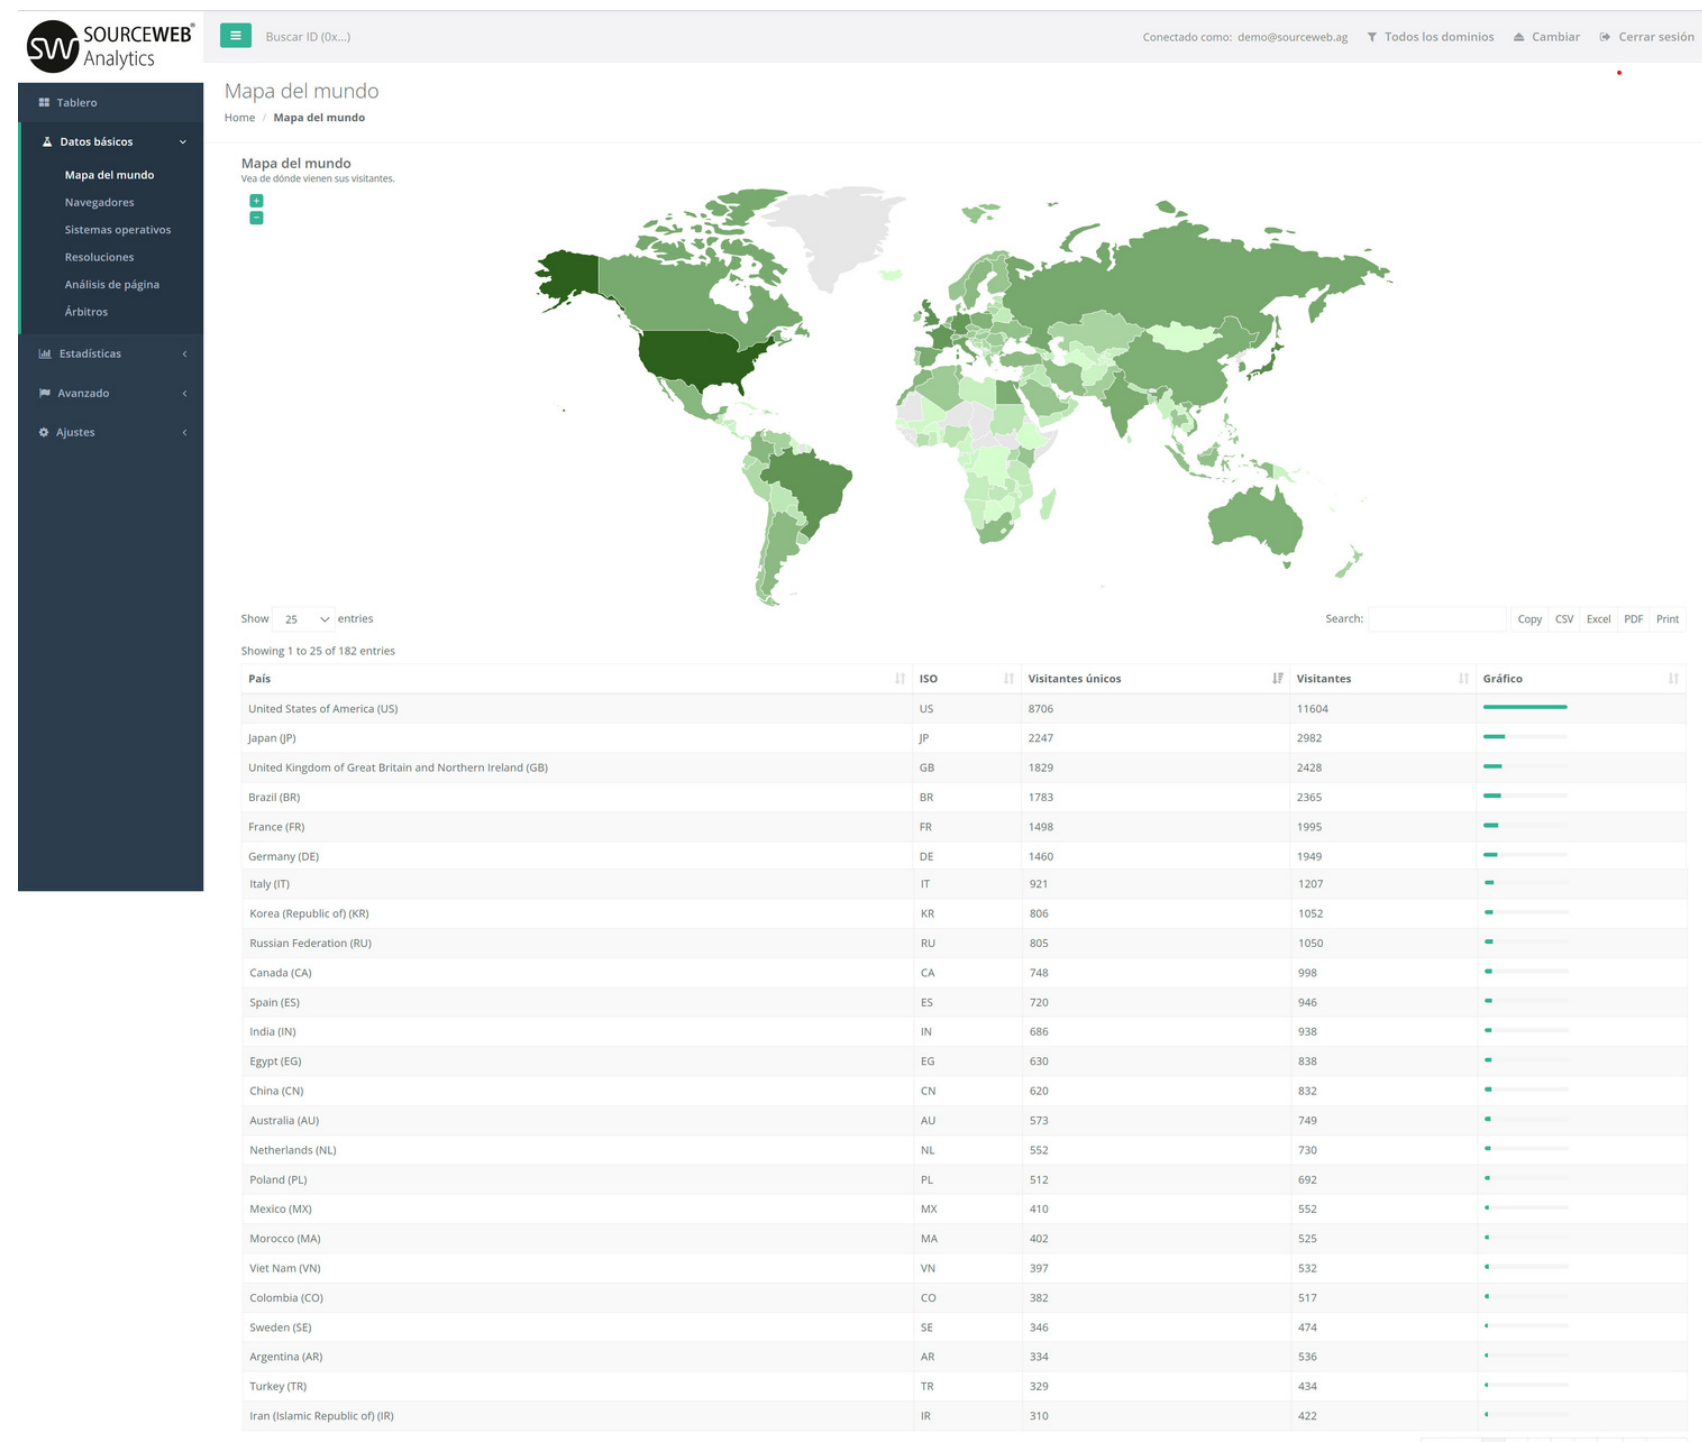 SW SOURCEWEB®
Analytics
Buscar ID (0x...)
Conectado como: demo@sourceweb.ag Todos los dominios Cambiar Cerrar sesión
Tablero
Datos básicos
Mapa del mundo
Navegadores
Sistemas operativos
Resoluciones
Análisis de página
Árbitros
Estadísticas
Avanzado
Ajustes
Mapa del mundo
Home / Mapa del mundo
Mapa del mundo
Vea de dónde vienen sus visitantes.
+
-
Show 25 entries
Search: Copy CSV Excel PDF Print
Showing 1 to 25 of 182 entries
País ISO Visitantes únicos Visitantes Gráfico
United States of America (US) US 8706 11604
Japan (JP) JP 2247 2982
United Kingdom of Great Britain and Northern Ireland (GB) GB 1829 2428
Brazil (BR) BR 1783 2365
France (FR) FR 1498 1995
Germany (DE) DE 1460 1949
Italy (IT) IT 921 1207
Korea (Republic of) (KR) KR 806 1052
Russian Federation (RU) RU 805 1050
Canada (CA) CA 748 998
Spain (ES) ES 720 946
India (IN) IN 686 938
Egypt (EG) EG 630 838
China (CN) CN 620 832
Australia (AU) AU 573 749
Netherlands (NL) NL 552 730
Poland (PL) PL 512 692
Mexico (MX) MX 410 552
Morocco (MA) MA 402 525
Viet Nam (VN) VN 397 532
Colombia (CO) CO 382 517
Sweden (SE) SE 346 474
Argentina (AR) AR 334 536
Turkey (TR) TR 329 434
Iran (Islamic Republic of) (IR) IR 310 422